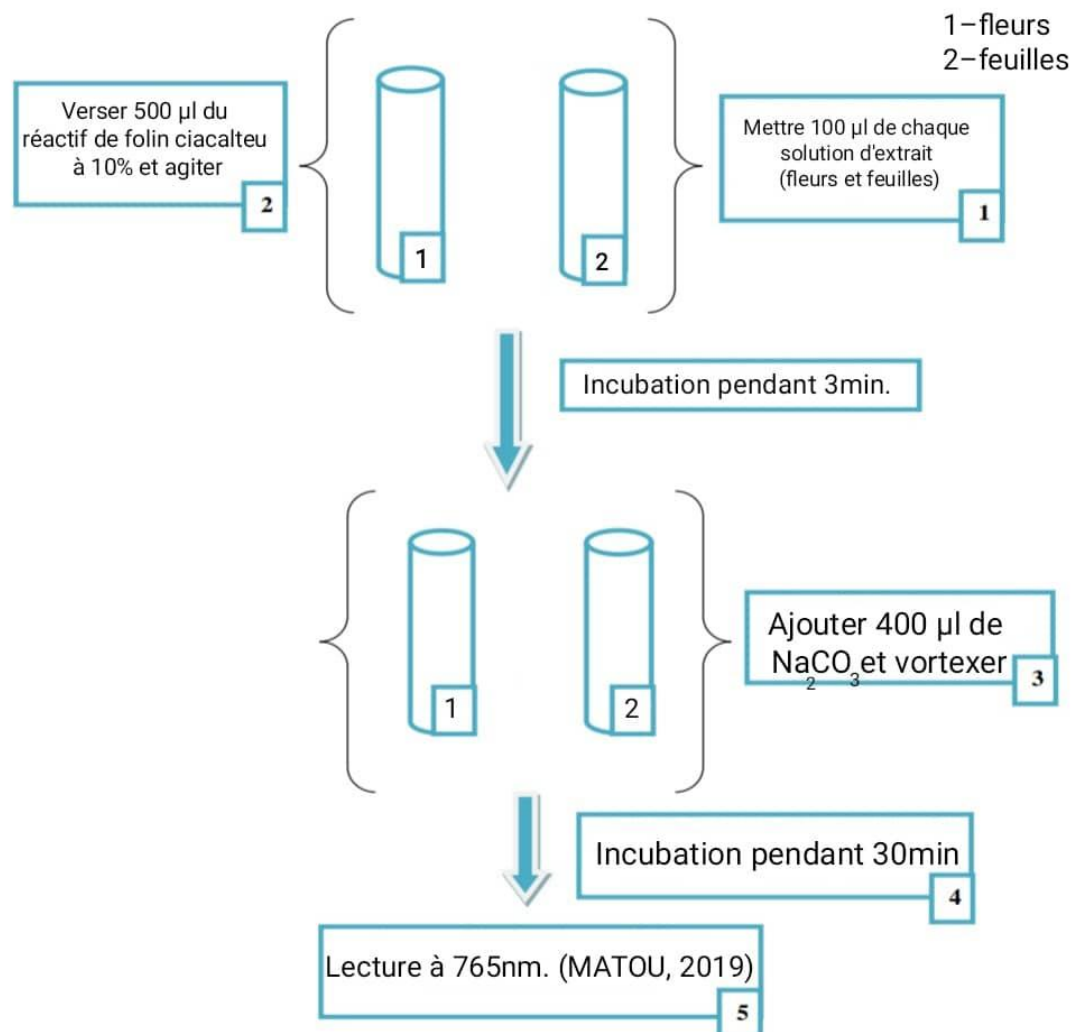 1–fleurs
2–feuilles
Verser 500 µl du
réactif de folin ciacalteu
à 10% et agiter
2
1
2
Mettre 100 µl de chaque
solution d'extrait
(fleurs et feuilles)
1
Incubation pendant 3min.
1
2
Ajouter 400 µl de
Na₂CO₃ et vortexer
3
Incubation pendant 30min
4
Lecture à 765nm. (MATOU, 2019)
5